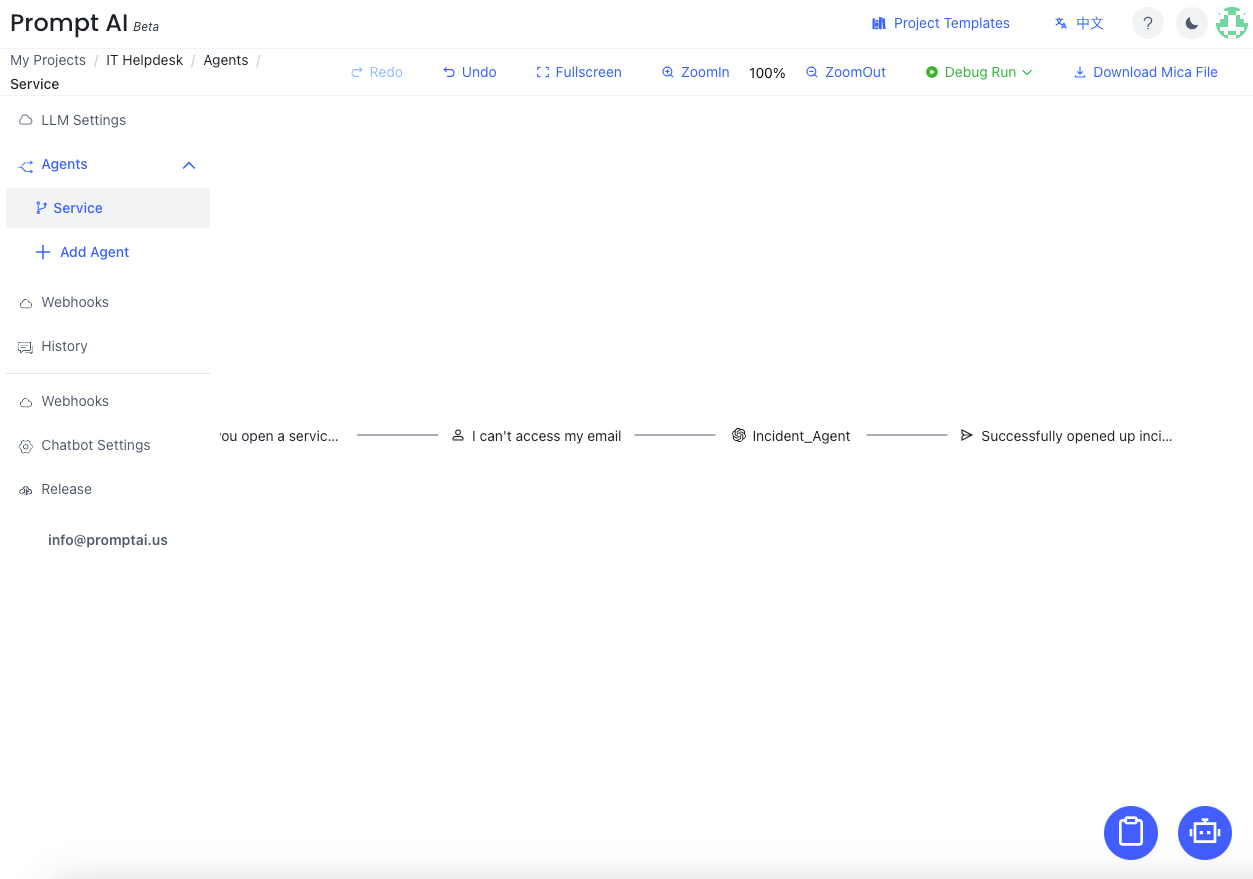 Prompt AI Beta
Project Templates
中文
?
My Projects / IT Helpdesk / Agents /
Service
Redo
Undo
Fullscreen
ZoomIn
100%
ZoomOut
Debug Run
Download Mica File
LLM Settings
Agents
Service
Add Agent
Webhooks
History
Webhooks
Chatbot Settings
Release
info@promptai.us
you open a servic...
I can't access my email
Incident_Agent
Successfully opened up inci...